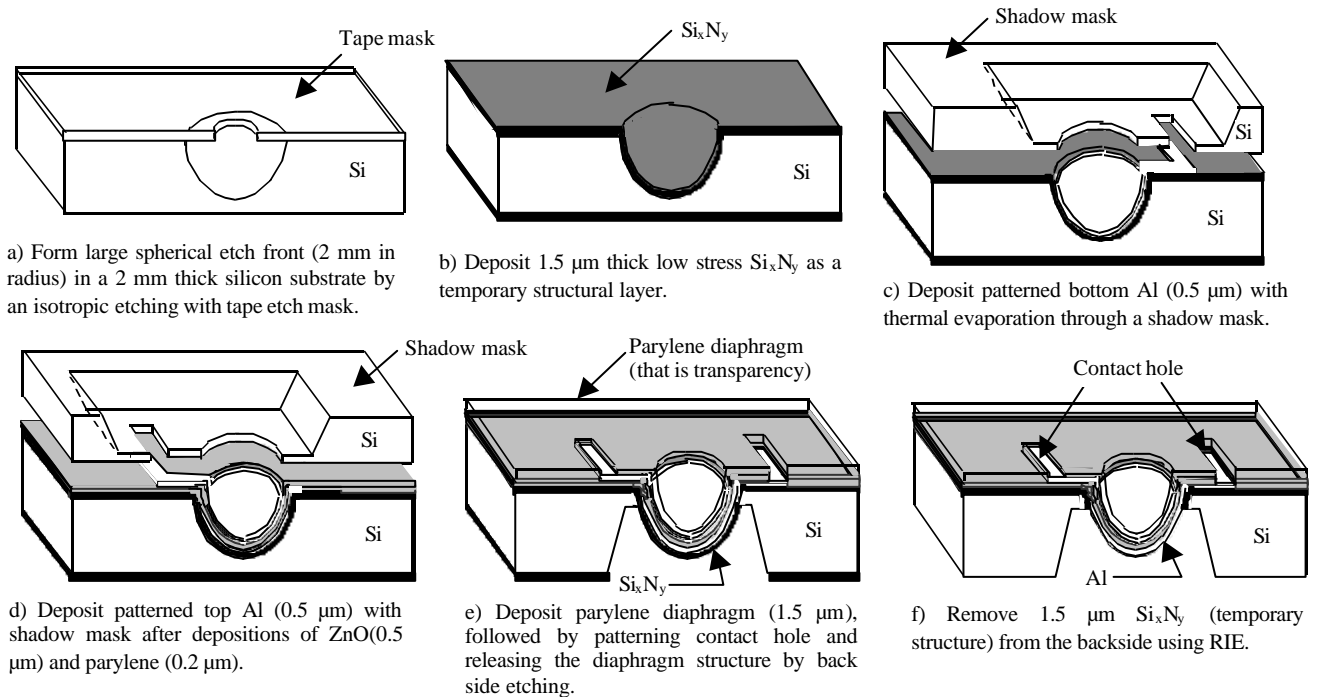 Tape mask
Si
a) Form large spherical etch front (2 mm in
radius) in a 2 mm thick silicon substrate by
an isotropic etching with tape etch mask.
SixNy
Si
b) Deposit 1.5 µm thick low stress SixNy as a
temporary structural layer.
Shadow mask
Si
Si
c) Deposit patterned bottom Al (0.5 µm) with
thermal evaporation through a shadow mask.
Shadow mask
Si
Si
d) Deposit patterned top Al (0.5 µm) with
shadow mask after depositions of ZnO(0.5
µm) and parylene (0.2 µm).
Parylene diaphragm
(that is transparency)
Si
SixNy
e) Deposit parylene diaphragm (1.5 µm),
followed by patterning contact hole and
releasing the diaphragm structure by back
side etching.
Contact hole
Si
Al
f) Remove 1.5 µm SixNy (temporary
structure) from the backside using RIE.